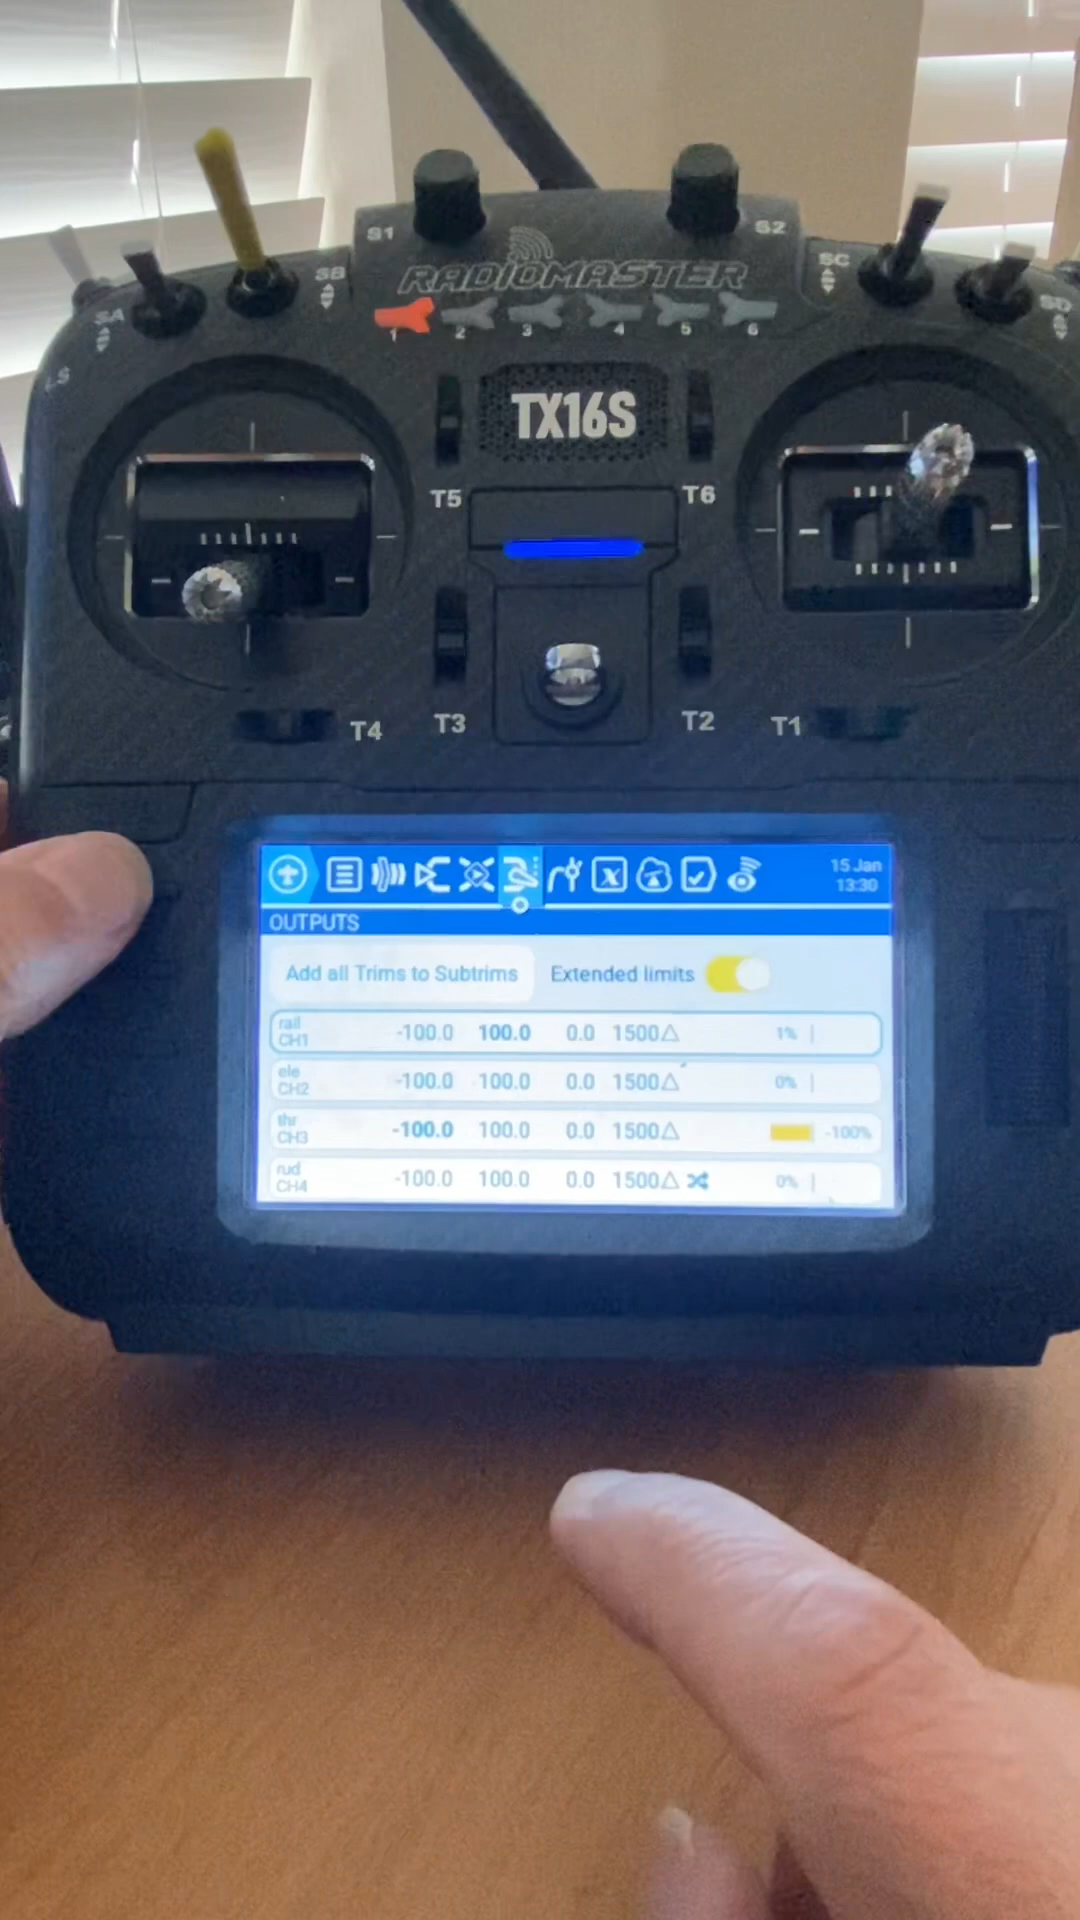 S1
S2
RADIOMASTER
SB
SC
SA
SD
LS
1 2 3 4 5 6
TX16S
T5
T6
T4
T3
T2
T1
15 Jan
13:30
OUTPUTS
Add all Trims to Subtrims
Extended limits
rail
CH1
-100.0 100.0 0.0 1500△ 1%
ele
CH2
-100.0 100.0 0.0 1500△ 0%
thr
CH3
-100.0 100.0 0.0 1500△ -100%
rud
CH4
-100.0 100.0 0.0 1500△ 0%